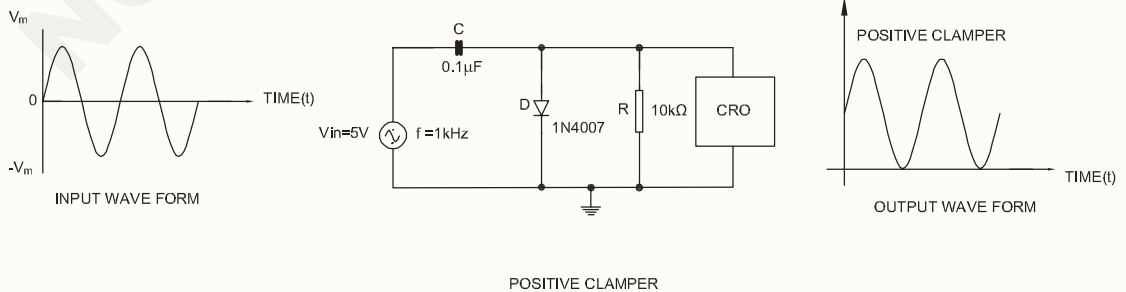 Vm
0
-Vm
TIME(t)
INPUT WAVE FORM
C
0.1μF
Vin=5V
f=1kHz
D
1N4007
R
10kΩ
CRO
POSITIVE CLAMPER
TIME(t)
OUTPUT WAVE FORM
POSITIVE CLAMPER